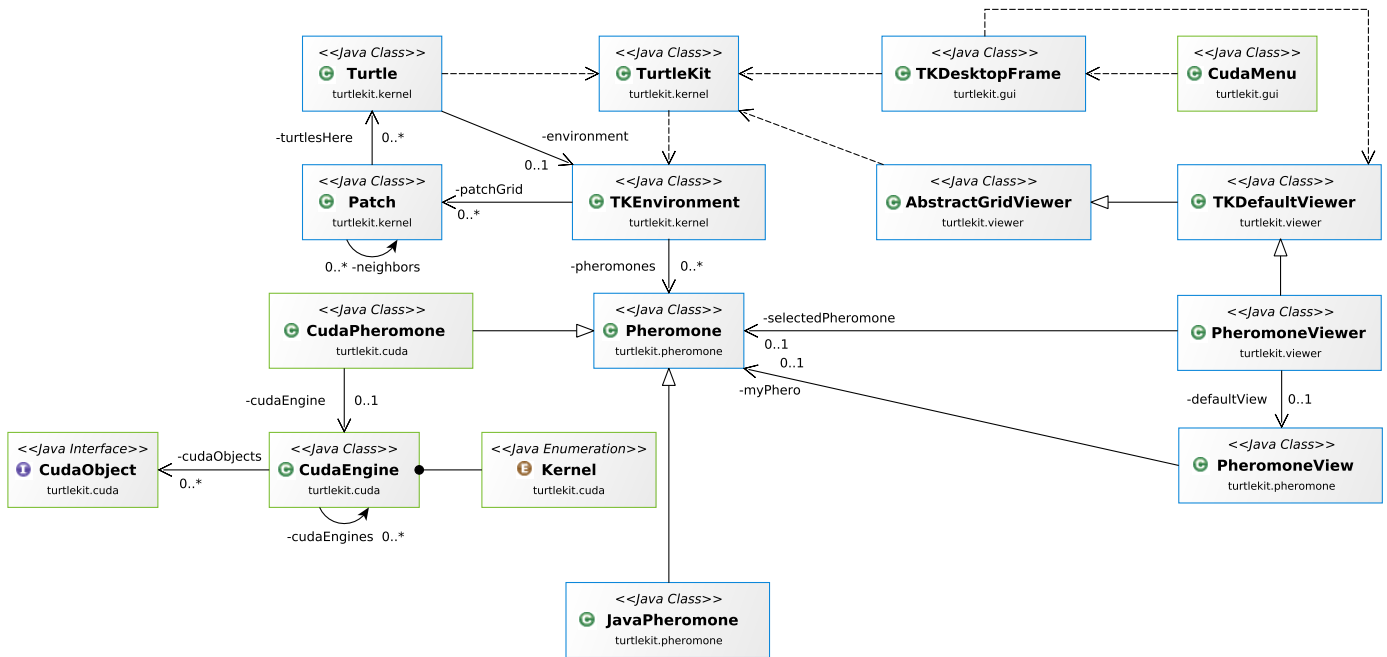 <<Java Class>>
Turtle
turtlekit.kernel
<<Java Class>>
TurtleKit
turtlekit.kernel
<<Java Class>>
TKDesktopFrame
turtlekit.gui
<<Java Class>>
CudaMenu
turtlekit.gui
-turtlesHere 0..*
-environment
0..1
<<Java Class>>
Patch
turtlekit.kernel
-patchGrid
0..*
<<Java Class>>
TKEnvironment
turtlekit.kernel
<<Java Class>>
AbstractGridViewer
turtlekit.viewer
<<Java Class>>
TKDefaultViewer
turtlekit.viewer
0..* -neighbors
-pheromones 0..*
<<Java Class>>
CudaPheromone
turtlekit.cuda
<<Java Class>>
Pheromone
turtlekit.pheromone
-selectedPheromone
0..1
<<Java Class>>
PheromoneViewer
turtlekit.viewer
0..1
-myPhero
-cudaEngine 0..1
-defaultView 0..1
<<Java Interface>>
I CudaObject
turtlekit.cuda
-cudaObjects
0..*
<<Java Class>>
CudaEngine
turtlekit.cuda
<<Java Enumeration>>
E Kernel
turtlekit.cuda
<<Java Class>>
PheromoneView
turtlekit.pheromone
-cudaEngines 0..*
<<Java Class>>
JavaPheromone
turtlekit.pheromone